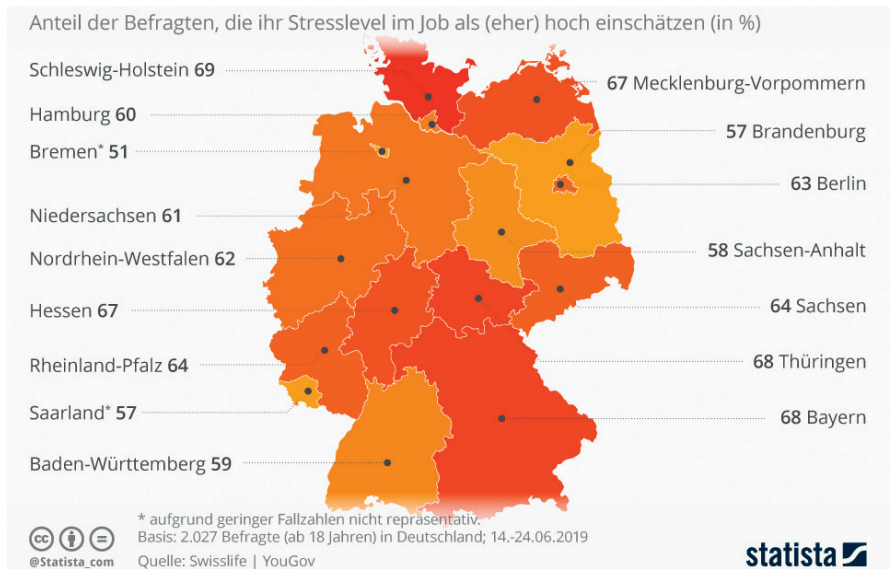 Anteil der Befragten, die ihr Stresslevel im Job als (eher) hoch einschätzen (in %)
Schleswig-Holstein 69
67 Mecklenburg-Vorpommern
Hamburg 60
57 Brandenburg
Bremen* 51
63 Berlin
Niedersachsen 61
58 Sachsen-Anhalt
Nordrhein-Westfalen 62
64 Sachsen
Hessen 67
68 Thüringen
Rheinland-Pfalz 64
Saarland* 57
68 Bayern
Baden-Württemberg 59
* aufgrund geringer Fallzahlen nicht repräsentativ.
Basis: 2.027 Befragte (ab 18 Jahren) in Deutschland; 14.-24.06.2019
@Statista_com
Quelle: Swisslife | YouGov
statista